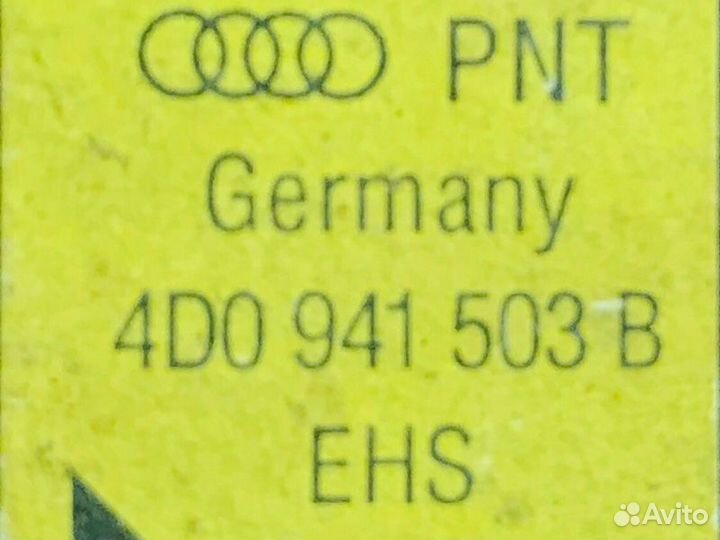 PNT
Germany
4D0 941 503 B
EHS
Avito